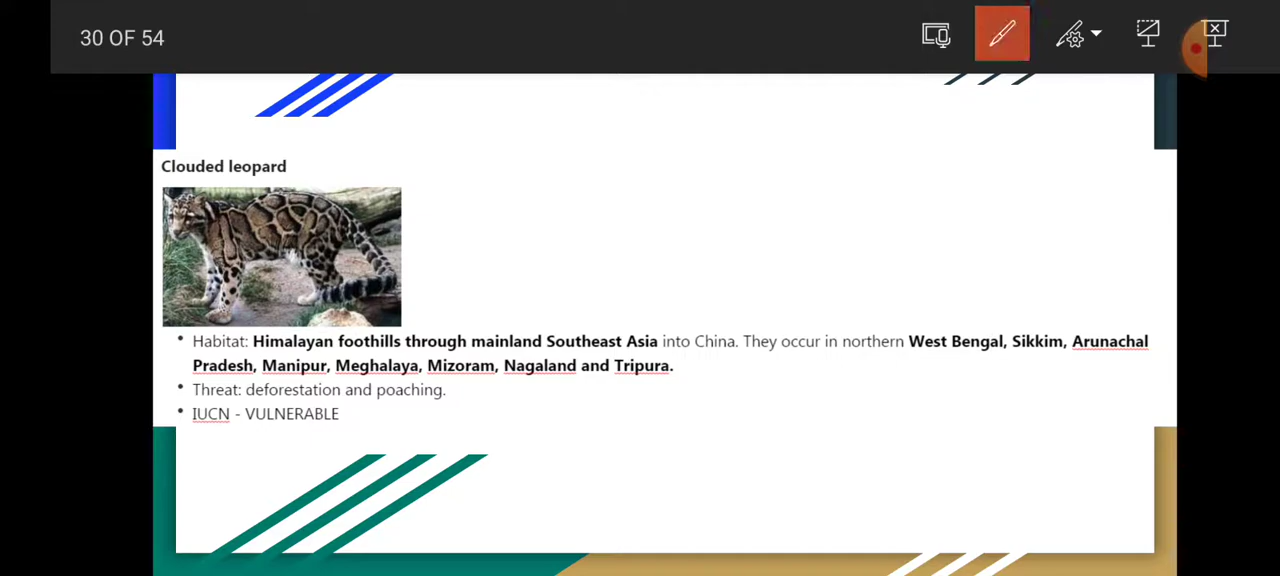 30 OF 54
Clouded leopard
• Habitat: Himalayan foothills through mainland Southeast Asia into China. They occur in northern West Bengal, Sikkim, Arunachal
Pradesh, Manipur, Meghalaya, Mizoram, Nagaland and Tripura.
• Threat: deforestation and poaching.
• IUCN - VULNERABLE